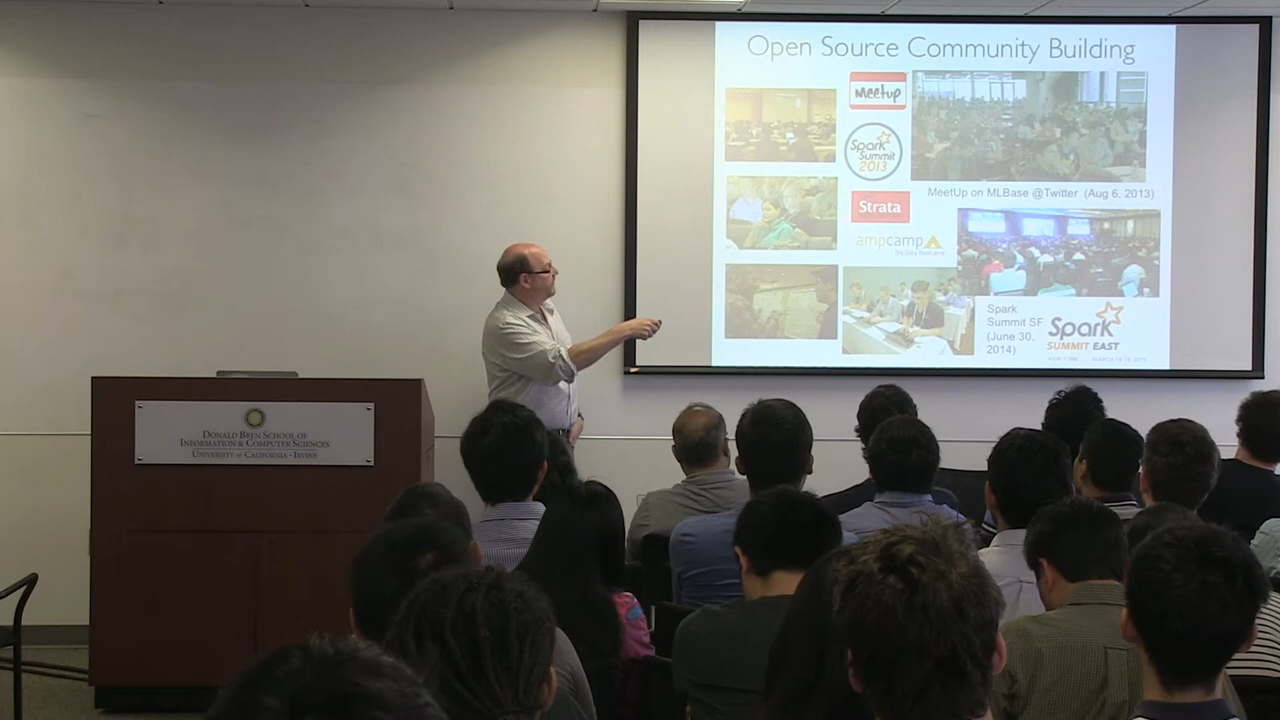 Open Source Community Building
Meetup
Spark
Summit
2013
MeetUp on MLBase @Twitter (Aug 6, 2013)
Strata
ampcamp
Spark
Summit SF
(June 30,
2014)
Spark
SUMMIT EAST
DONALD BREN SCHOOL OF
INFORMATION & COMPUTER SCIENCES
UNIVERSITY of CALIFORNIA • IRVINE